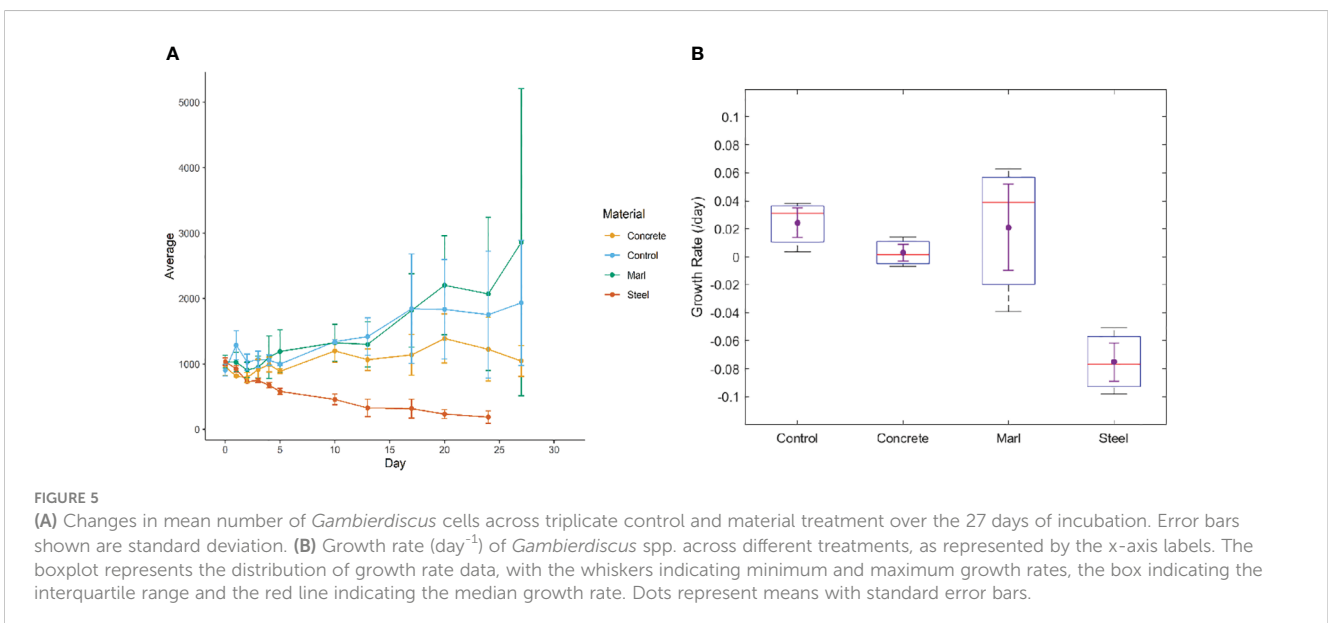 A
B
5000
4000
3000
2000
1000
0
Average
0
5
10
15
20
25
30
Day
Material
Concrete
Control
Marl
Steel
0.1
0.08
0.06
0.04
0.02
0
-0.02
-0.04
-0.06
-0.08
-0.1
Growth Rate (/day)
Control
Concrete
Marl
Steel
FIGURE 5
(A) Changes in mean number of Gambierdiscus cells across triplicate control and material treatment over the 27 days of incubation. Error bars
shown are standard deviation. (B) Growth rate (day-1) of Gambierdiscus spp. across different treatments, as represented by the x-axis labels. The
boxplot represents the distribution of growth rate data, with the whiskers indicating minimum and maximum growth rates, the box indicating the
interquartile range and the red line indicating the median growth rate. Dots represent means with standard error bars.